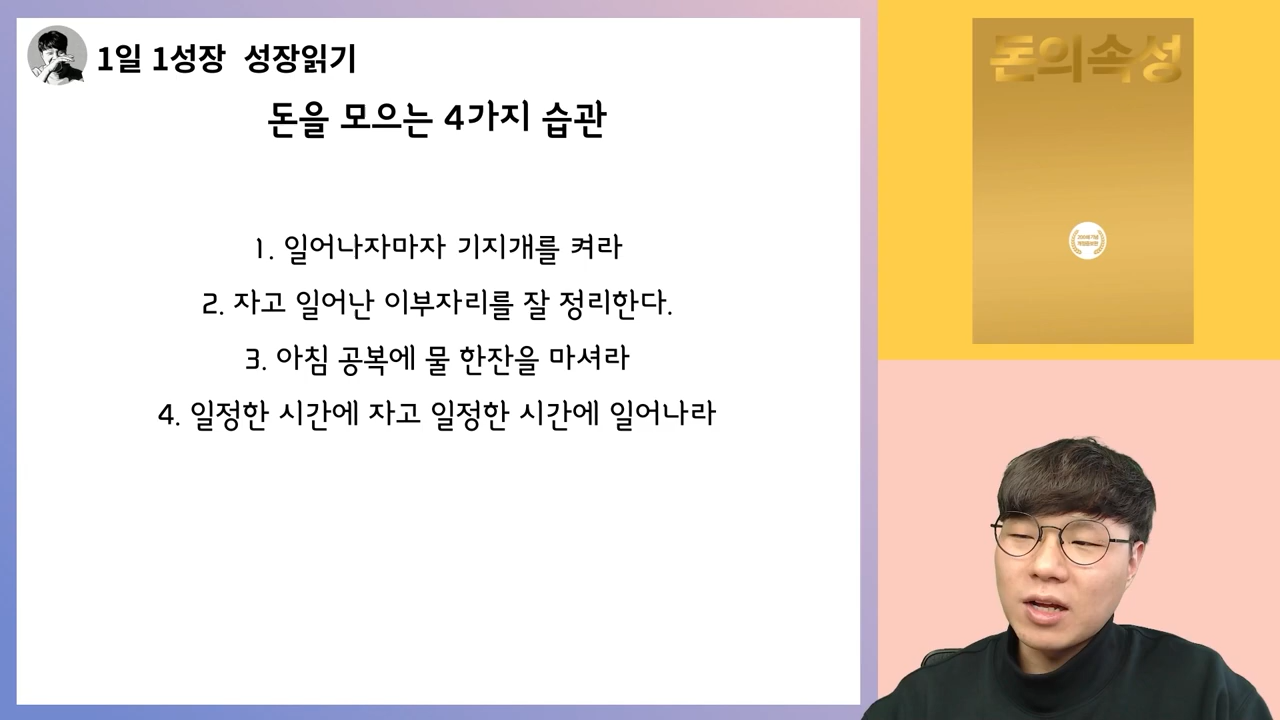 1일 1성장 성장읽기
돈을 모으는 4가지 습관
1. 일어나자마자 기지개를 켜라
2. 자고 일어난 이부자리를 잘 정리한다.
3. 아침 공복에 물 한잔을 마셔라
4. 일정한 시간에 자고 일정한 시간에 일어나라
돈의 속성